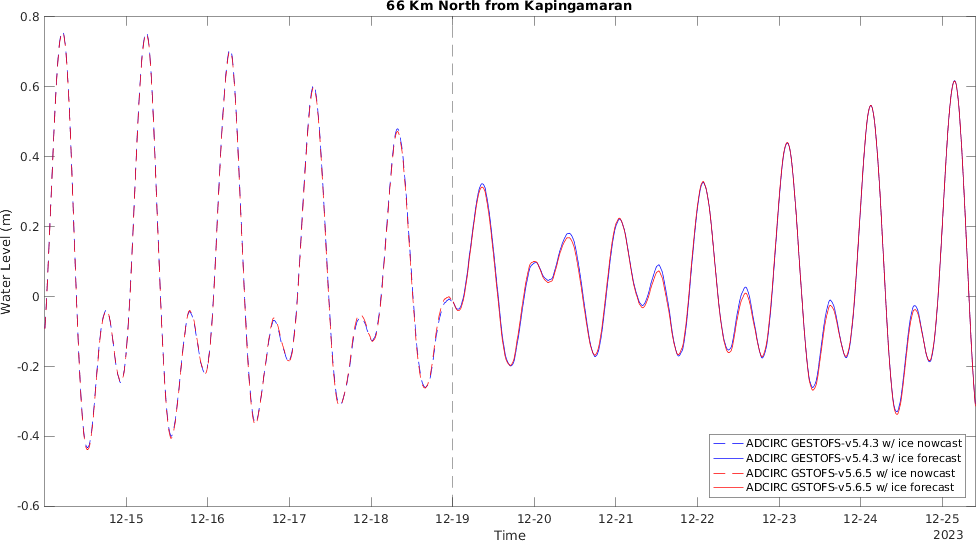 66 Km North from Kapingamaran
0.8
0.6
0.4
0.2
0
-0.2
-0.4
-0.6
Water Level (m)
12-15 12-16 12-17 12-18 12-19 12-20 12-21 12-22 12-23 12-24 12-25
Time
2023
ADCIRC GESTOFS-v5.4.3 w/ ice nowcast
ADCIRC GESTOFS-v5.4.3 w/ ice forecast
ADCIRC GSTOFS-v5.6.5 w/ ice nowcast
ADCIRC GSTOFS-v5.6.5 w/ ice forecast